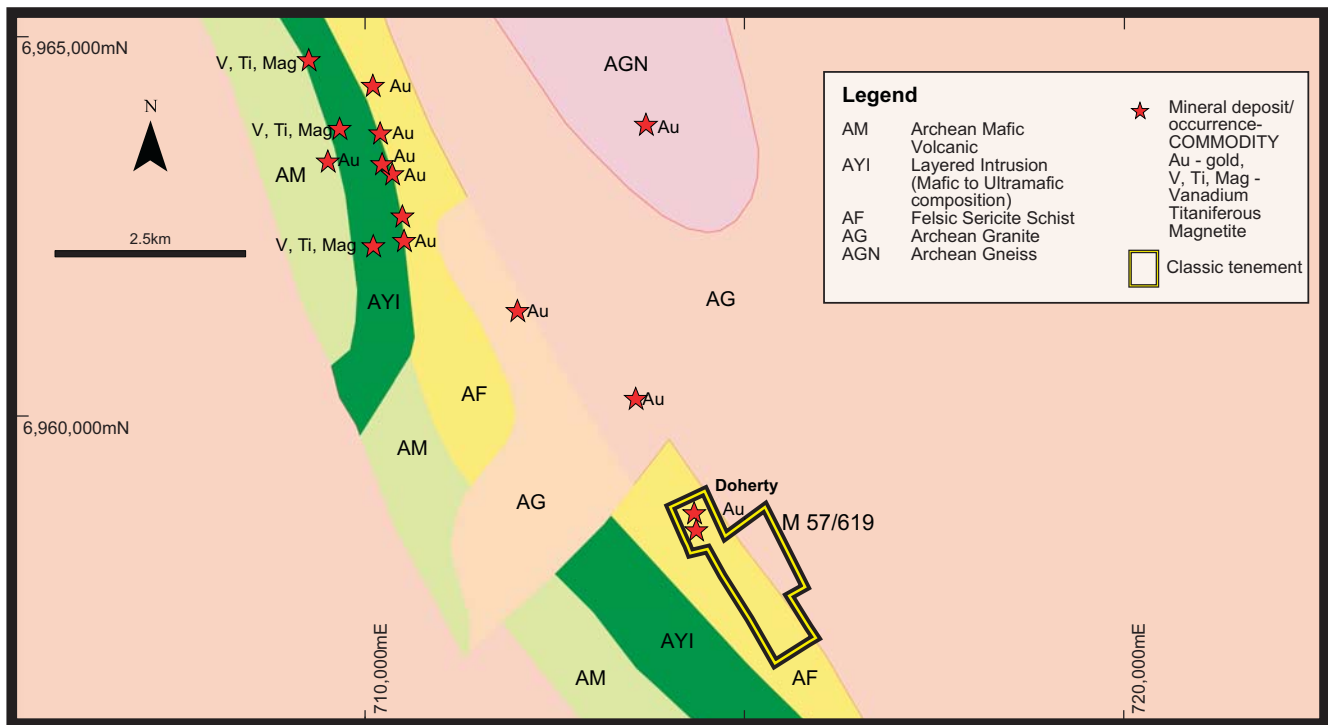 6,965,000mN
V, Ti, Mag
Au
AGN
Au
N
V, Ti, Mag
Au
Au
Au
Au
AM
2.5km
V, Ti, Mag
Au
AYI
AG
Au
AF
Au
6,960,000mN
AM
AG
Doherty
Au
M 57/619
AYI
AM
AF
710,000mE
720,000mE
Legend
AM Archean Mafic
Volcanic
AYI Layered Intrusion
(Mafic to Ultramafic
composition)
AF Felsic Sericite Schist
AG Archean Granite
AGN Archean Gneiss
Mineral deposit/
occurrence-
COMMODITY
Au - gold,
V, Ti, Mag -
Vanadium
Titaniferous
Magnetite
Classic tenement